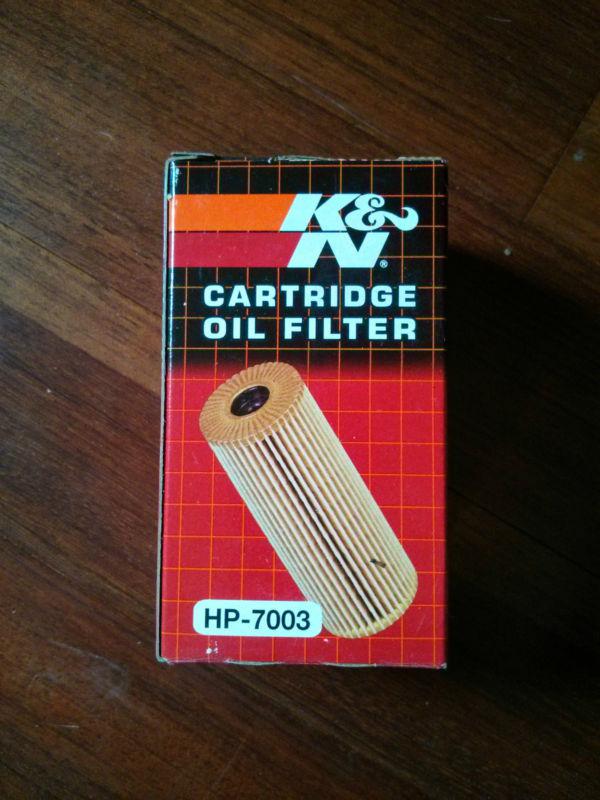 K&
N®
CARTRIDGE
OIL FILTER
HP-7003